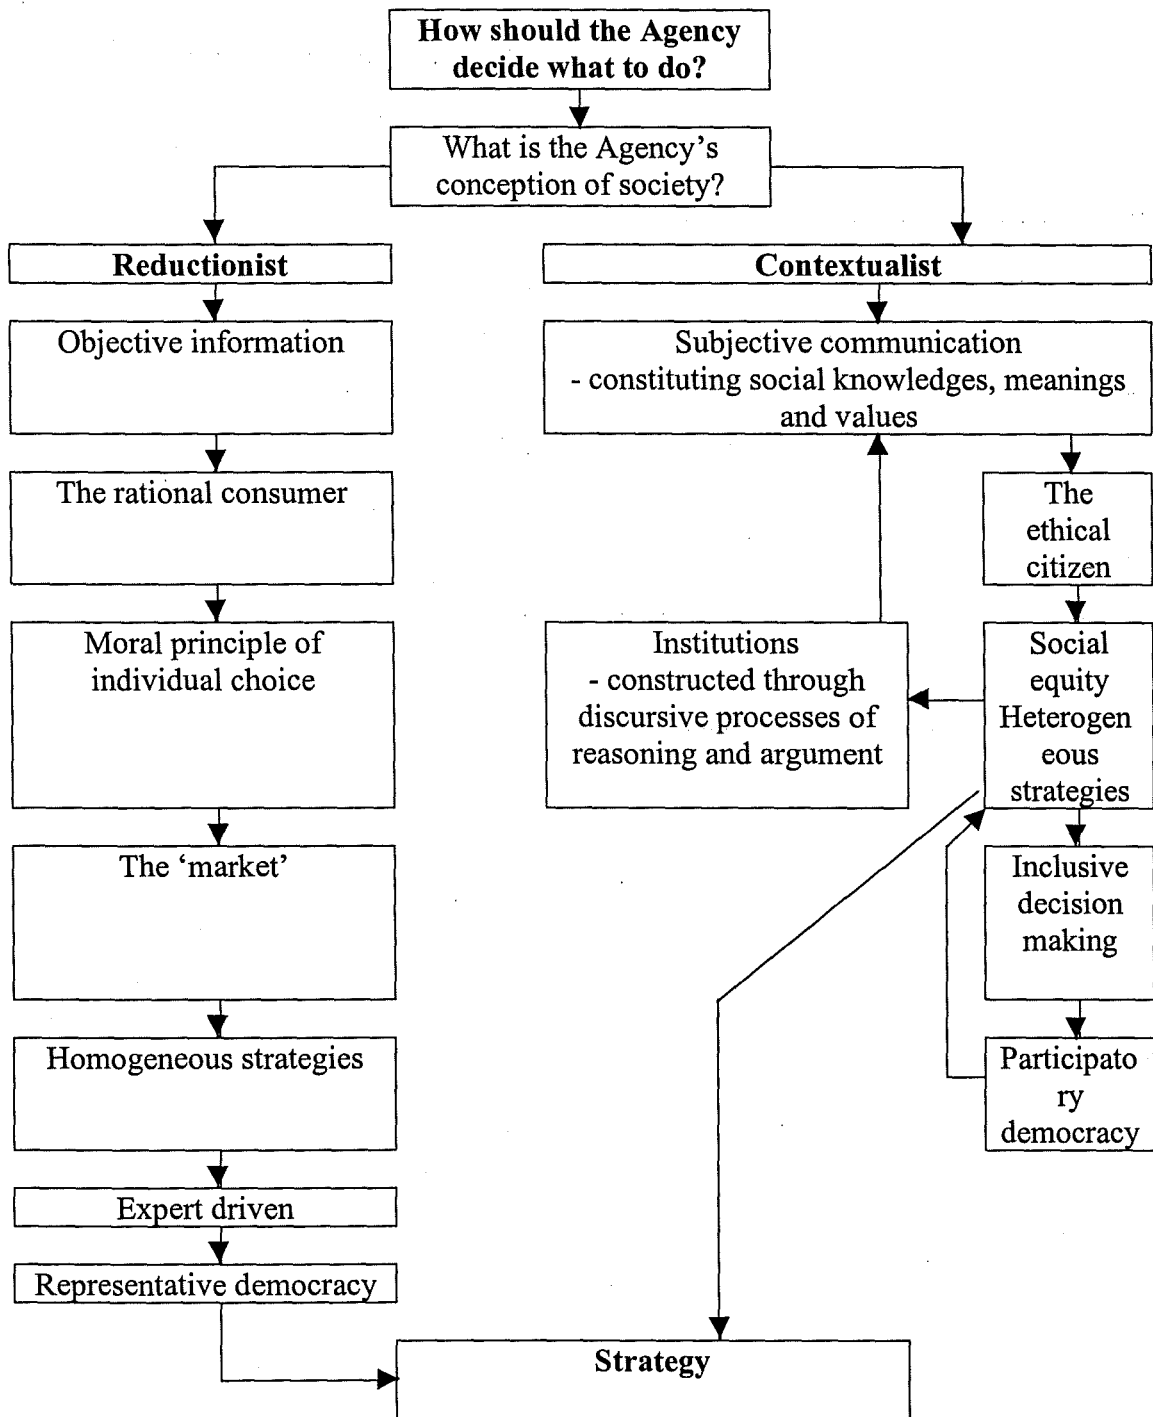 How should the Agency
decide what to do?
What is the Agency's
conception of society?
Reductionist
Contextualist
Objective information
Subjective communication
- constituting social knowledges, meanings
and values
The rational consumer
The
ethical
citizen
Moral principle of
individual choice
Institutions
- constructed through
discursive processes of
reasoning and argument
Social
equity
Heterogen
eous
strategies
The ‘market’
Inclusive
decision
making
Homogeneous strategies
Participato
ry
democracy
Expert driven
Representative democracy
Strategy